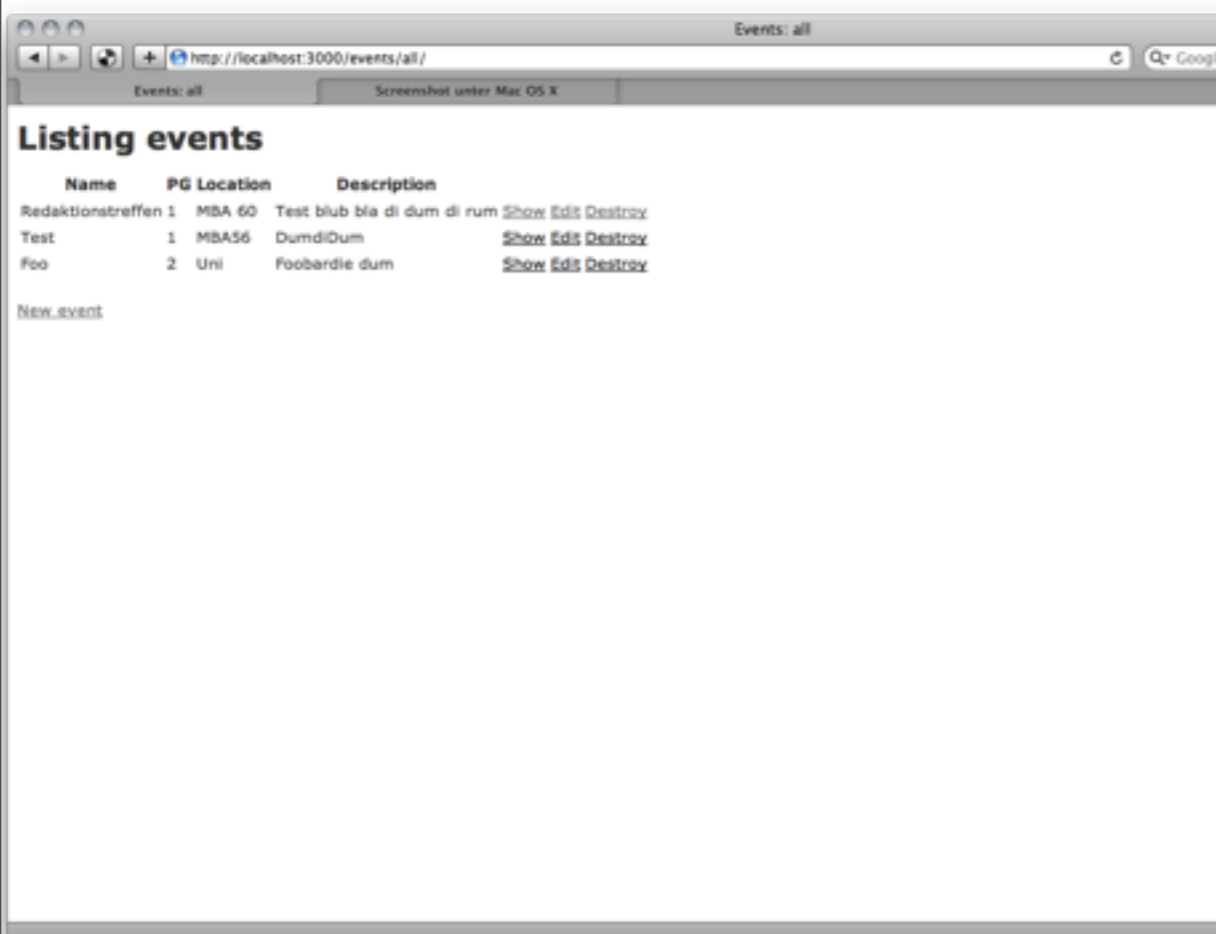 Events: all
http://localhost:3000/events/all/ Googl
Events: all Screenshot unter Mac OS X
Listing events
Name PG Location Description
Redaktionstreffen 1 MBA 60 Test blub bla di dum di rum Show Edit Destroy
Test 1 MBA56 DumdiDum Show Edit Destroy
Foo 2 Uni Foobardie dum Show Edit Destroy
New event